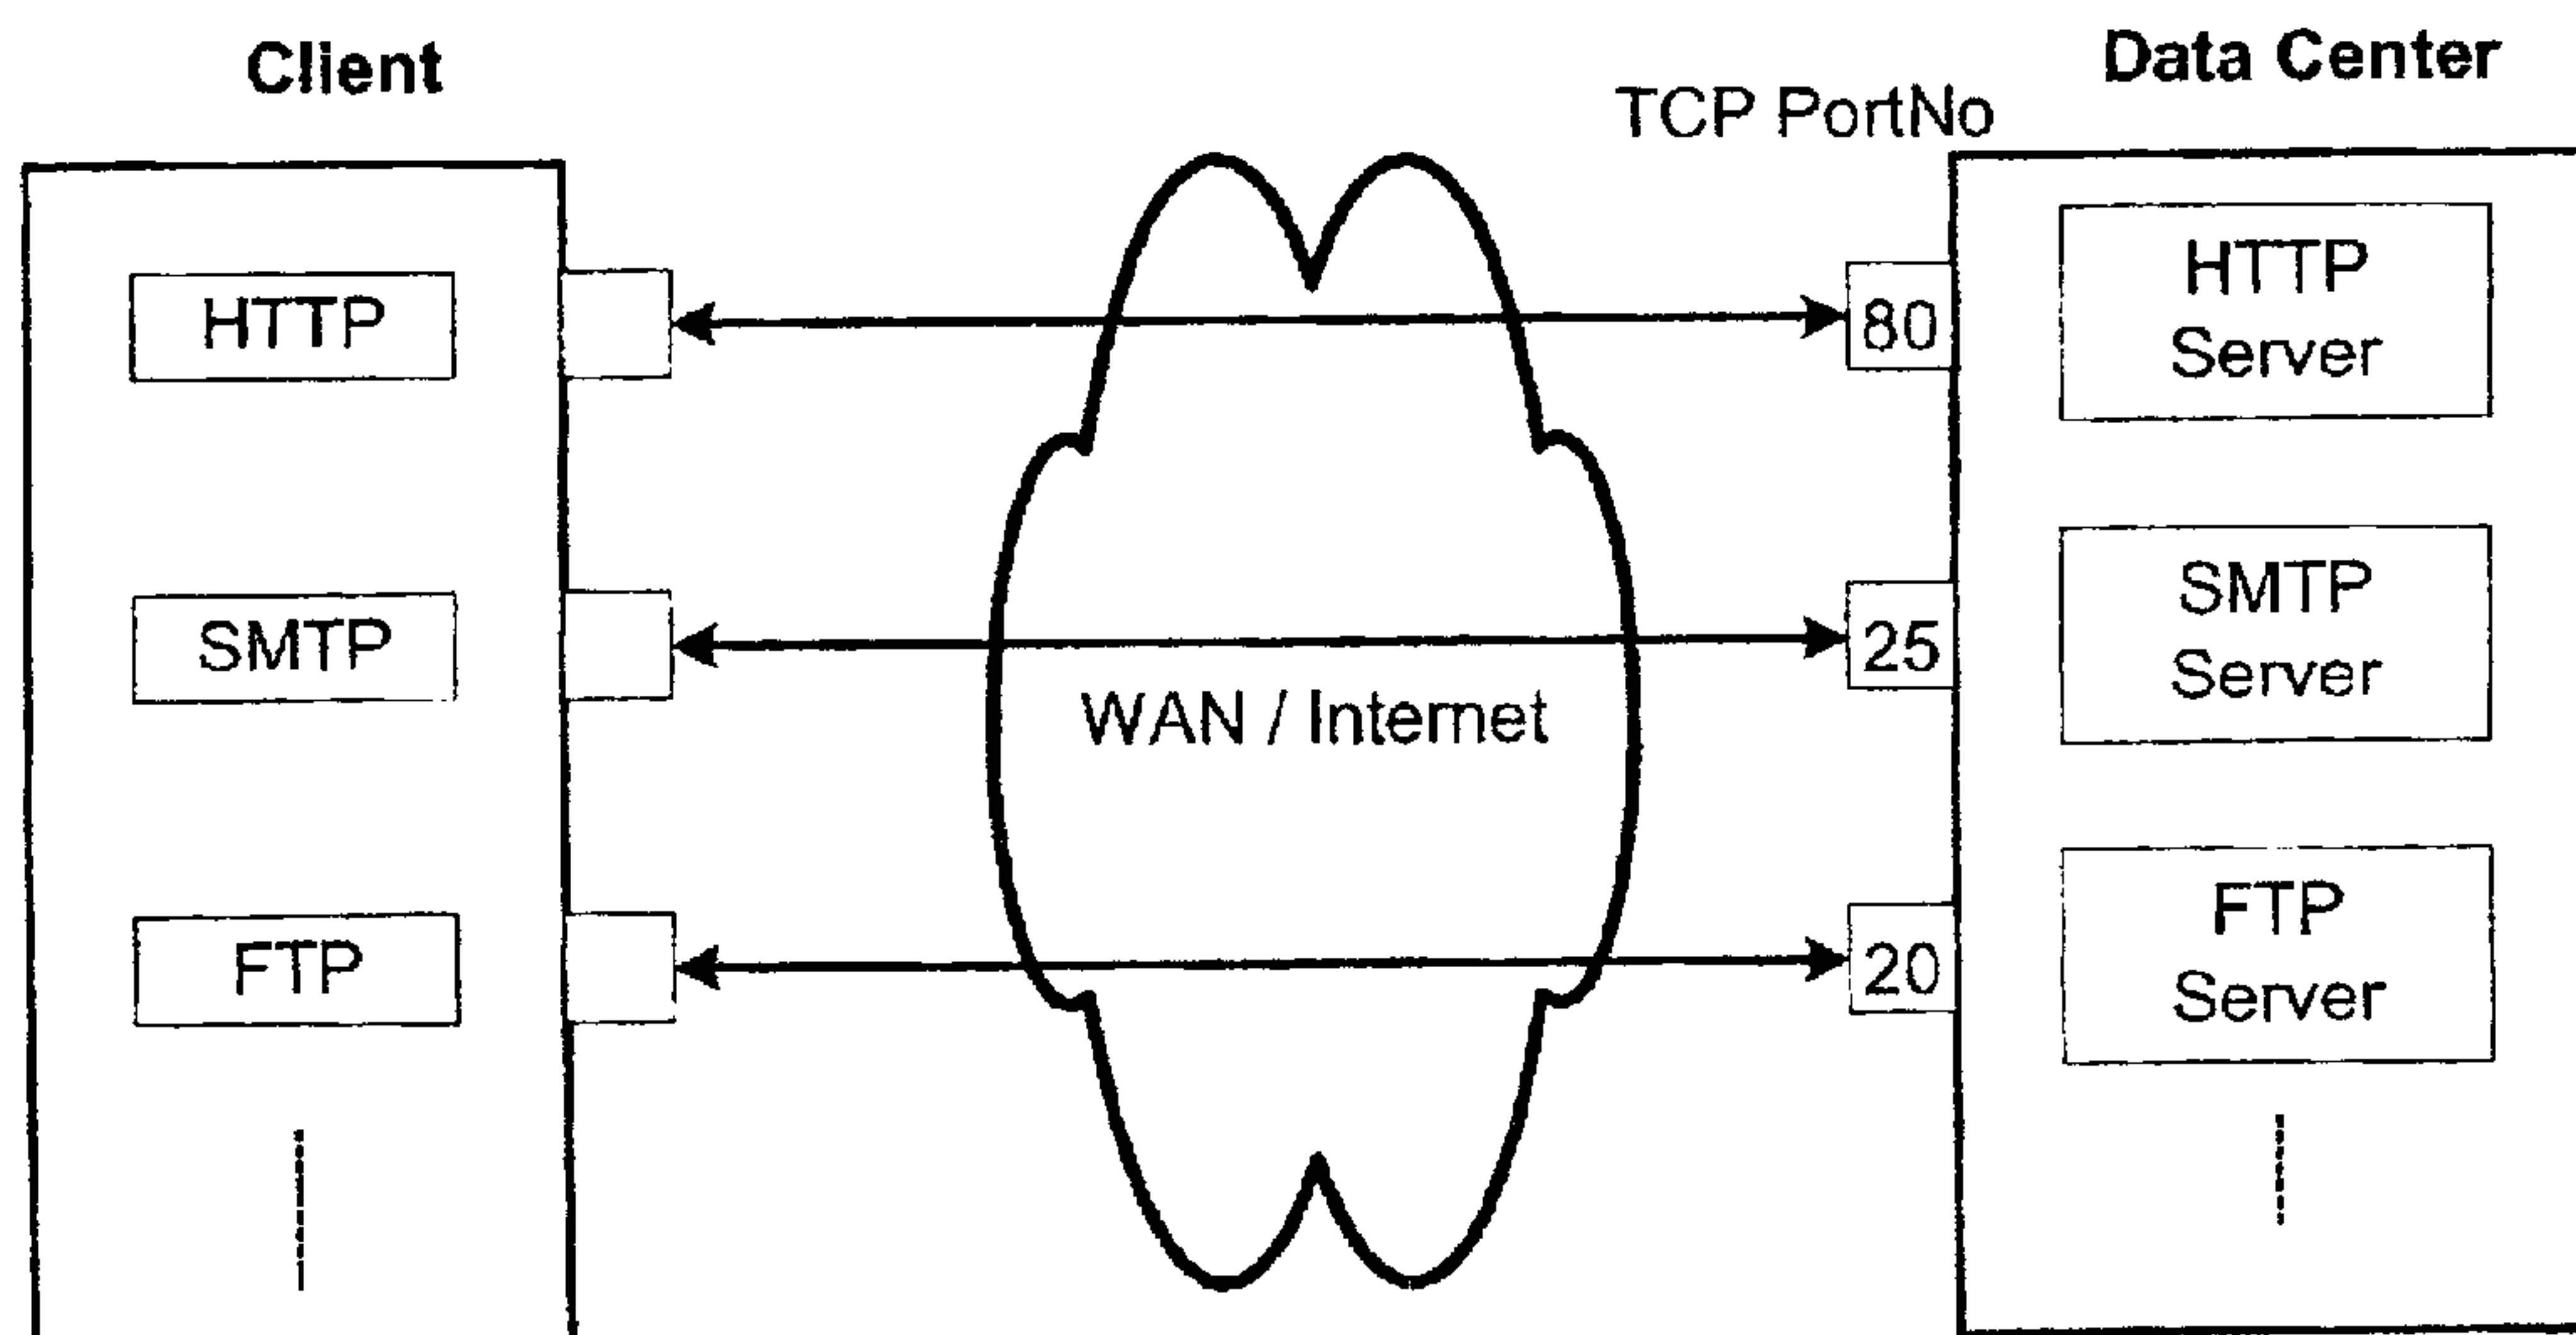 Client
Data Center
TCP PortNo
HTTP
80
HTTP
Server
SMTP
25
SMTP
Server
WAN / Internet
FTP
20
FTP
Server